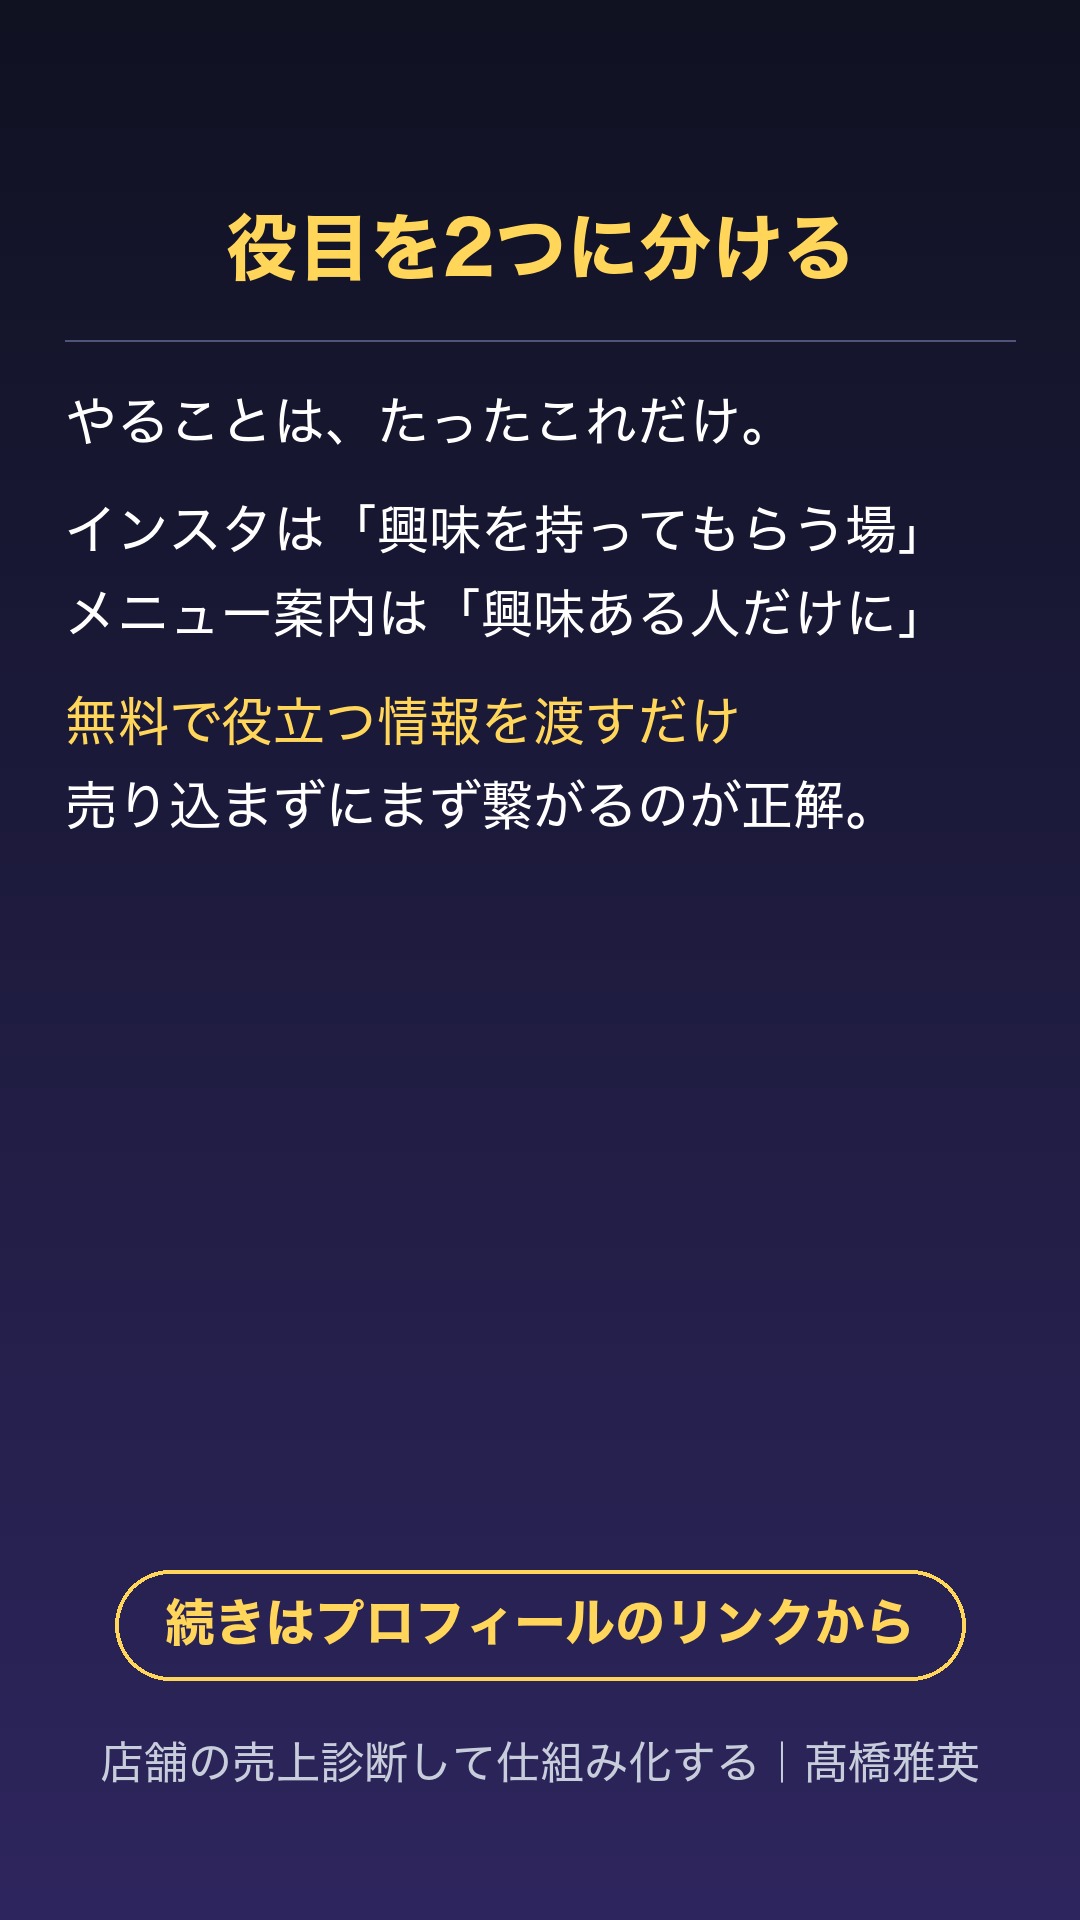 役目を2つに分ける
やることは、たったこれだけ。
インスタは「興味を持ってもらう場」
メニュー案内は「興味ある人だけに」
無料で役立つ情報を渡すだけ
売り込まずにまず繋がるのが正解。
続きはプロフィールのリンクから
店舗の売上診断して仕組み化する｜髙橋雅英